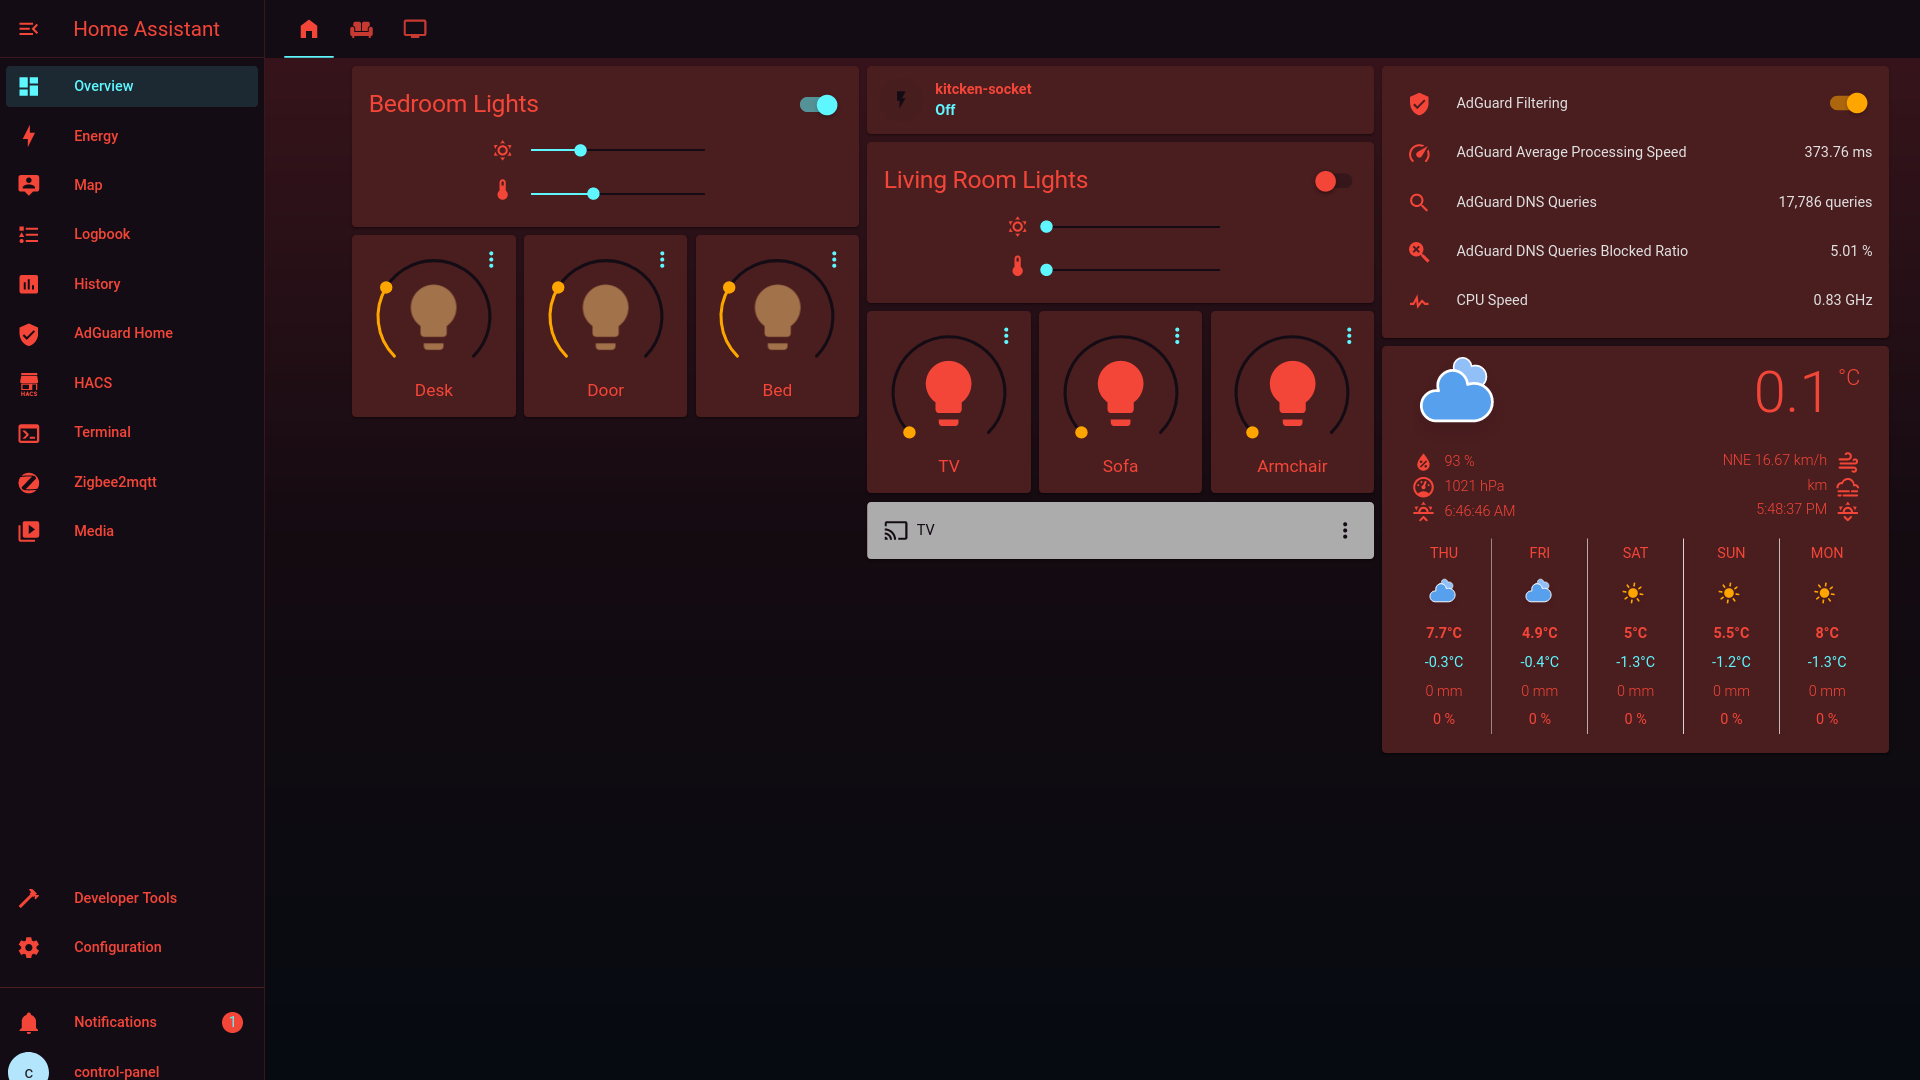 Home Assistant
Overview
Energy
Map
Logbook
History
AdGuard Home
HACS
HACS
Terminal
Zigbee2mqtt
Media
Developer Tools
Configuration
Notifications 1
c control-panel
Bedroom Lights
Desk Door Bed
kitcken-socket
Off
Living Room Lights
TV Sofa Armchair
TV
AdGuard Filtering
AdGuard Average Processing Speed 373.76 ms
AdGuard DNS Queries 17,786 queries
AdGuard DNS Queries Blocked Ratio 5.01 %
CPU Speed 0.83 GHz
0.1 °C
93 % NNE 16.67 km/h
1021 hPa km
6:46:46 AM 5:48:37 PM
THU FRI SAT SUN MON
7.7°C 4.9°C 5°C 5.5°C 8°C
-0.3°C -0.4°C -1.3°C -1.2°C -1.3°C
0 mm 0 mm 0 mm 0 mm 0 mm
0 % 0 % 0 % 0 % 0 %